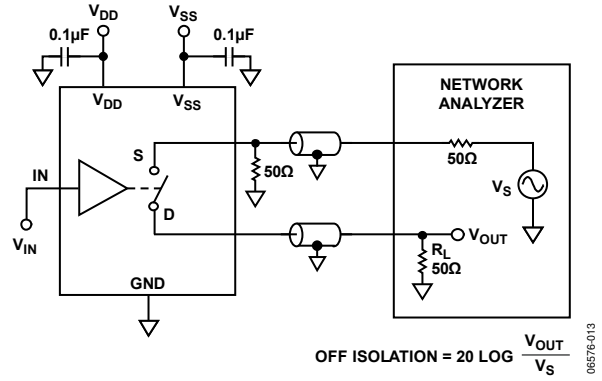 VDD
VSS
0.1µF
0.1µF
VDD
VSS
NETWORK
ANALYZER
S
IN
50Ω
50Ω
VS
D
VIN
VOUT
RL
50Ω
GND
OFF ISOLATION = 20 LOG VOUT
VS
06576-013